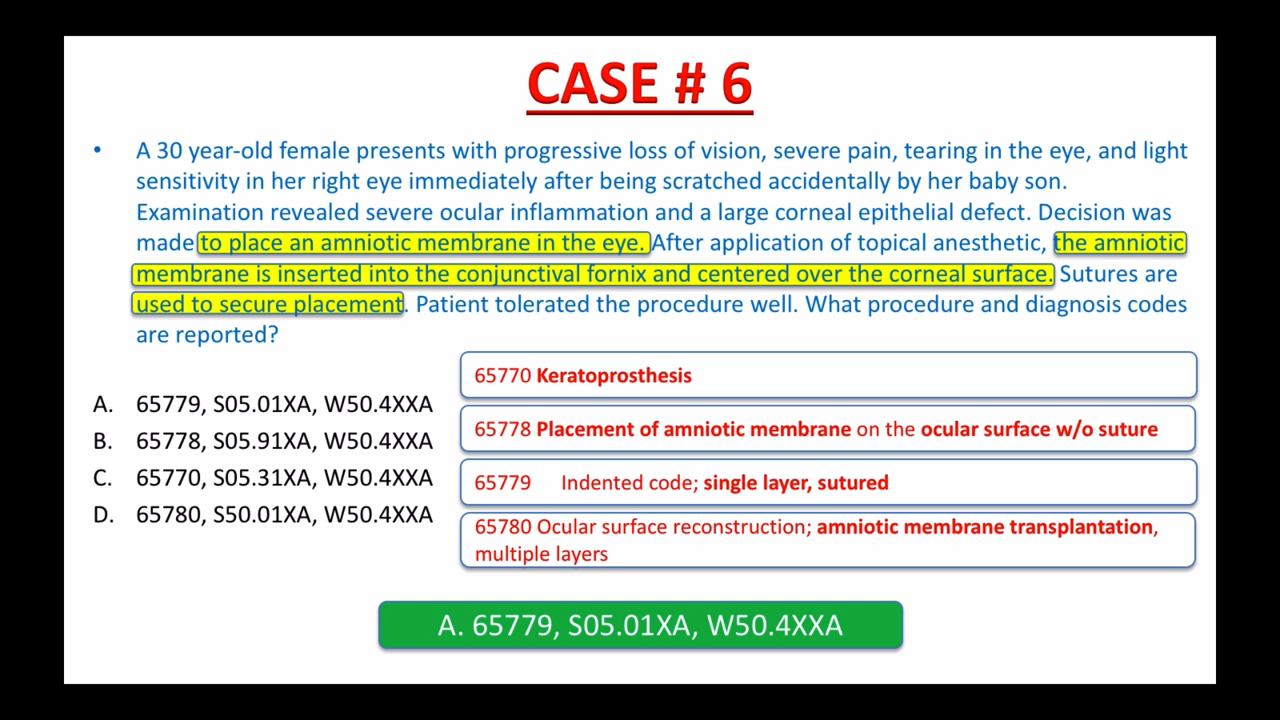 CASE # 6
• A 30 year-old female presents with progressive loss of vision, severe pain, tearing in the eye, and light
sensitivity in her right eye immediately after being scratched accidentally by her baby son.
Examination revealed severe ocular inflammation and a large corneal epithelial defect. Decision was
made to place an amniotic membrane in the eye. After application of topical anesthetic, the amniotic
membrane is inserted into the conjunctival fornix and centered over the corneal surface. Sutures are
used to secure placement. Patient tolerated the procedure well. What procedure and diagnosis codes
are reported?
A. 65779, S05.01XA, W50.4XXA
B. 65778, S05.91XA, W50.4XXA
C. 65770, S05.31XA, W50.4XXA
D. 65780, S50.01XA, W50.4XXA
65770 Keratoprosthesis
65778 Placement of amniotic membrane on the ocular surface w/o suture
65779 Indented code; single layer, sutured
65780 Ocular surface reconstruction; amniotic membrane transplantation,
multiple layers
A. 65779, S05.01XA, W50.4XXA